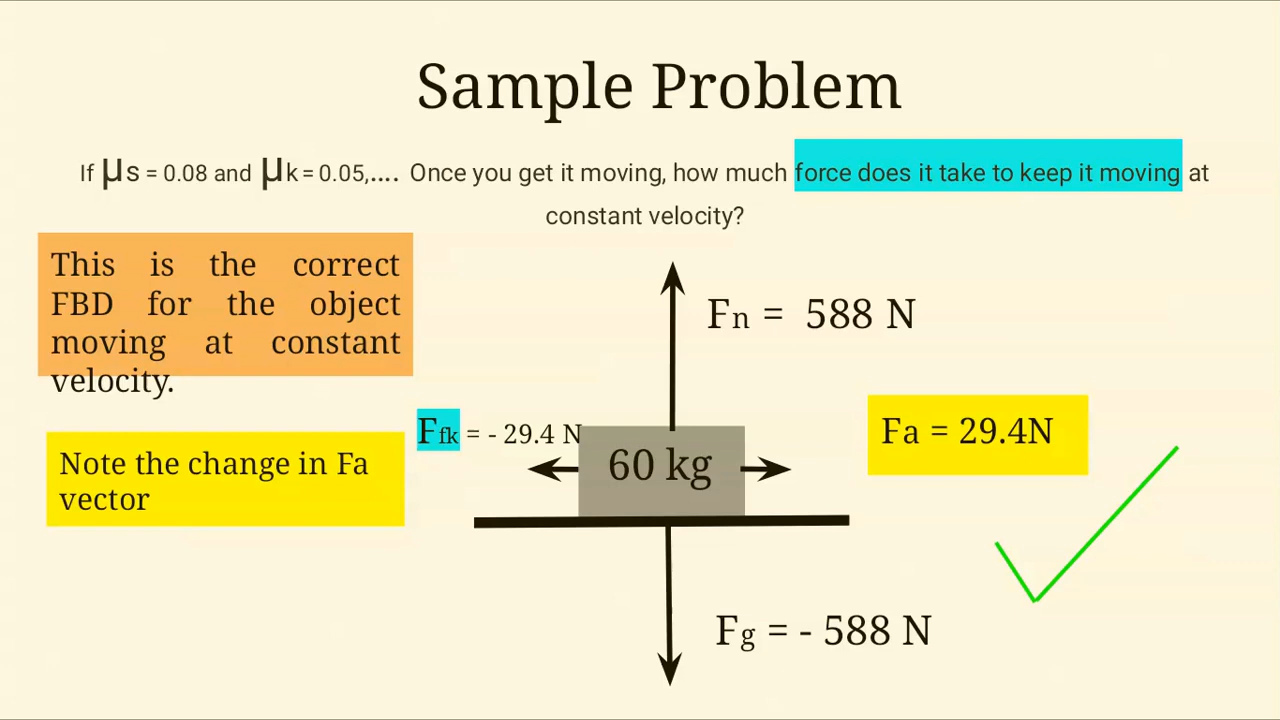 Sample Problem
If μs = 0.08 and μk = 0.05,.... Once you get it moving, how much force does it take to keep it moving at
constant velocity?
This is the correct
FBD for the object
moving at constant
velocity.
Fn = 588 N
Ffk = - 29.4 N
Fa = 29.4N
60 kg
Note the change in Fa
vector
Fg = - 588 N